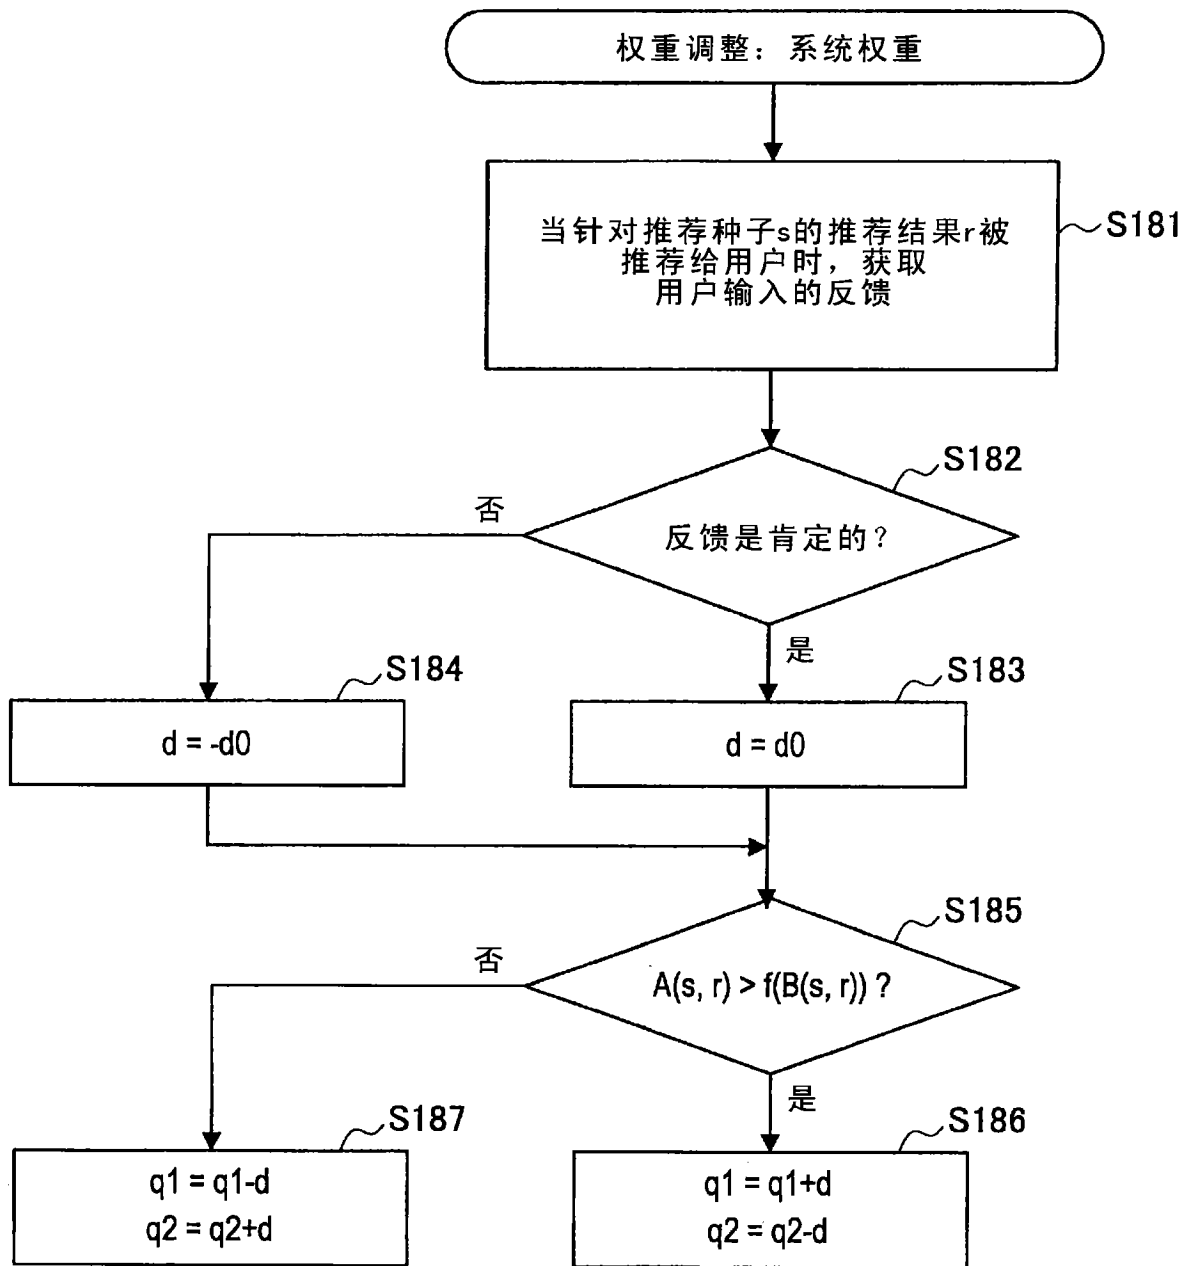 权重调整：系统权重
当针对推荐种子s的推荐结果r被
推荐给用户时，获取
用户输入的反馈
S181
S182
反馈是肯定的？
否
是
S184
d = -d0
S183
d = d0
S185
A(s, r) > f(B(s, r)) ?
否
是
S187
q1 = q1-d
q2 = q2+d
S186
q1 = q1+d
q2 = q2-d